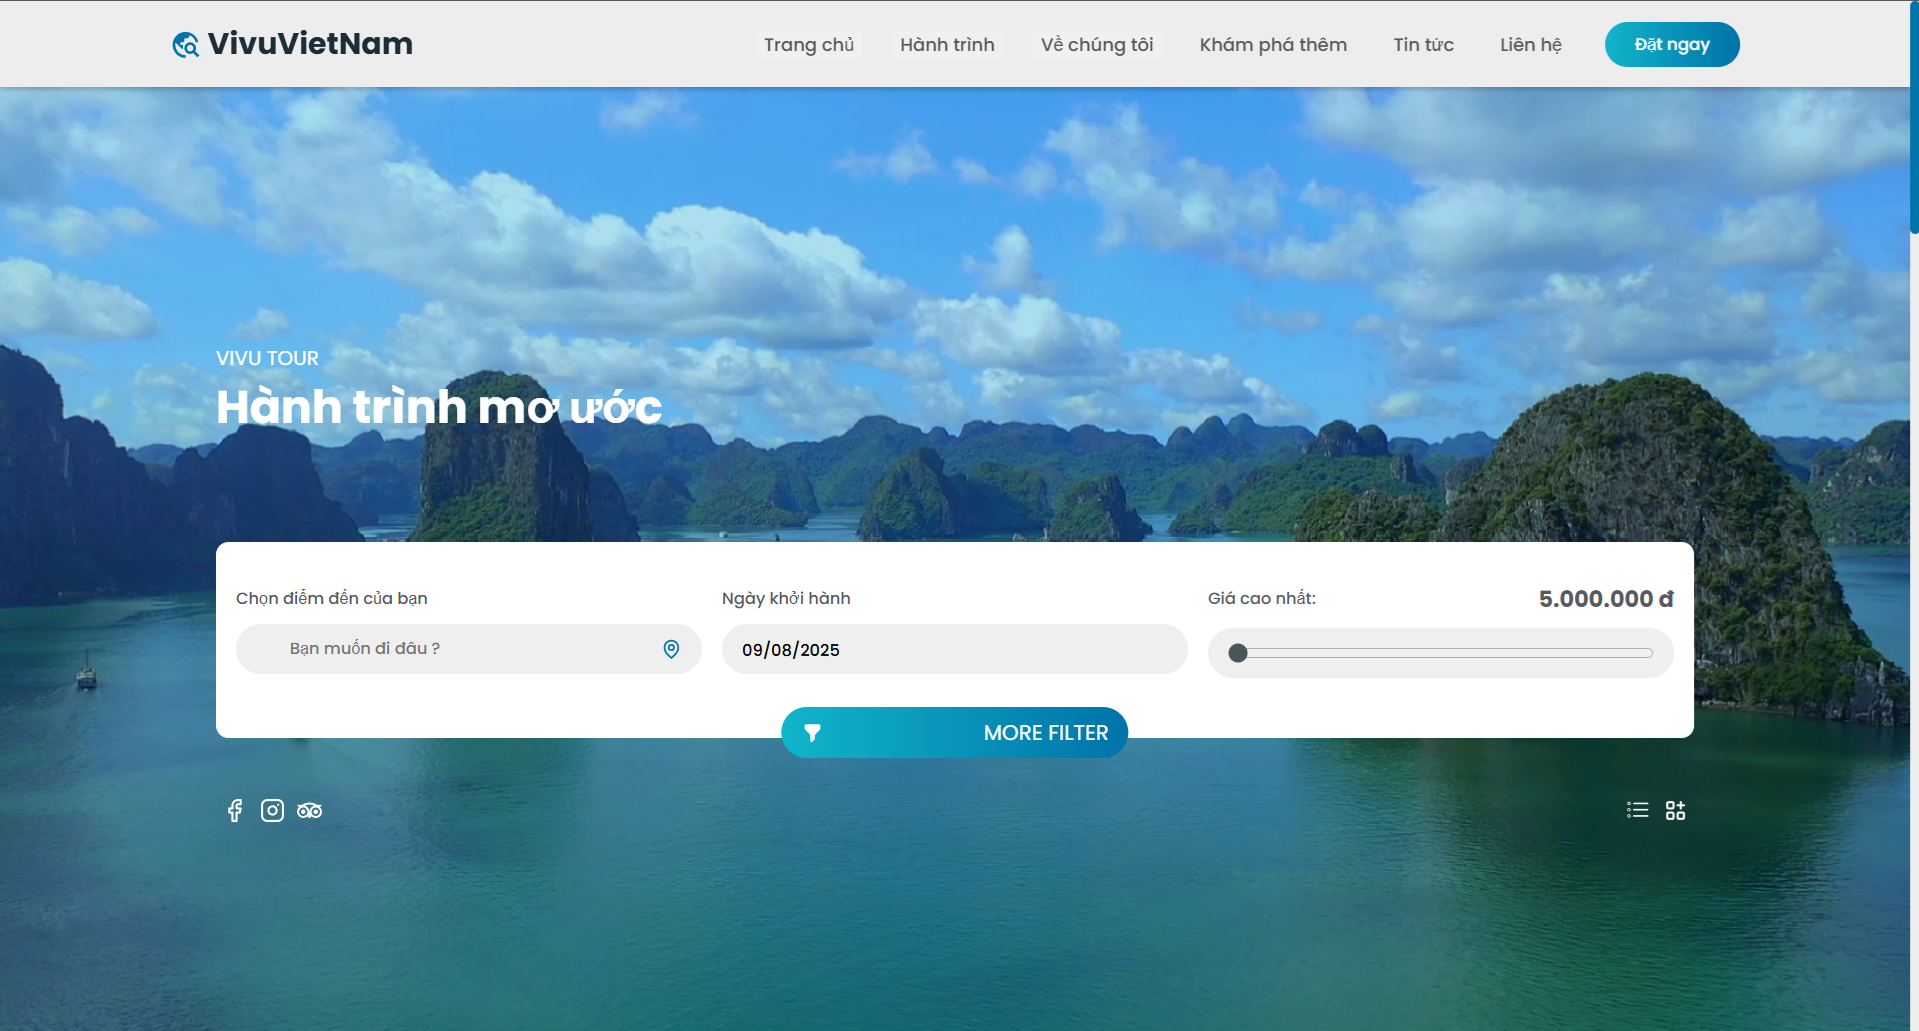 VivuVietNam
Trang chủ
Hành trình
Về chúng tôi
Khám phá thêm
Tin tức
Liên hệ
Đặt ngay
VIVU TOUR
Hành trình mơ ước
Chọn điểm đến của bạn
Bạn muốn đi đâu ?
Ngày khởi hành
09/08/2025
Giá cao nhất:
5.000.000 đ
MORE FILTER